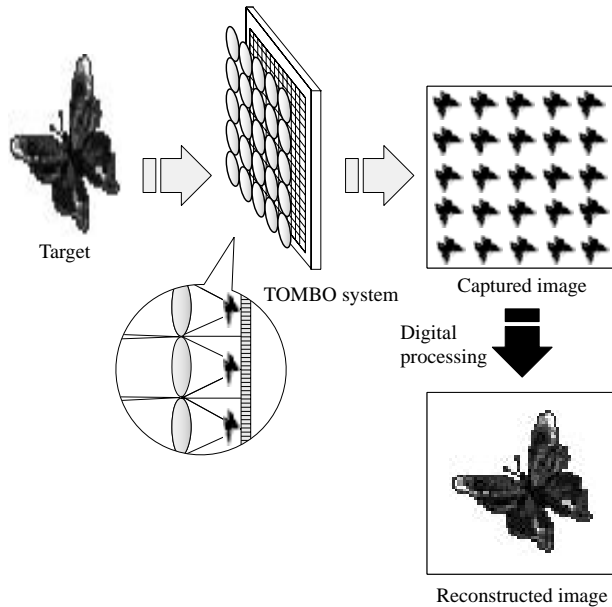 Target
TOMBO system
Captured image
Digital
processing
Reconstructed image